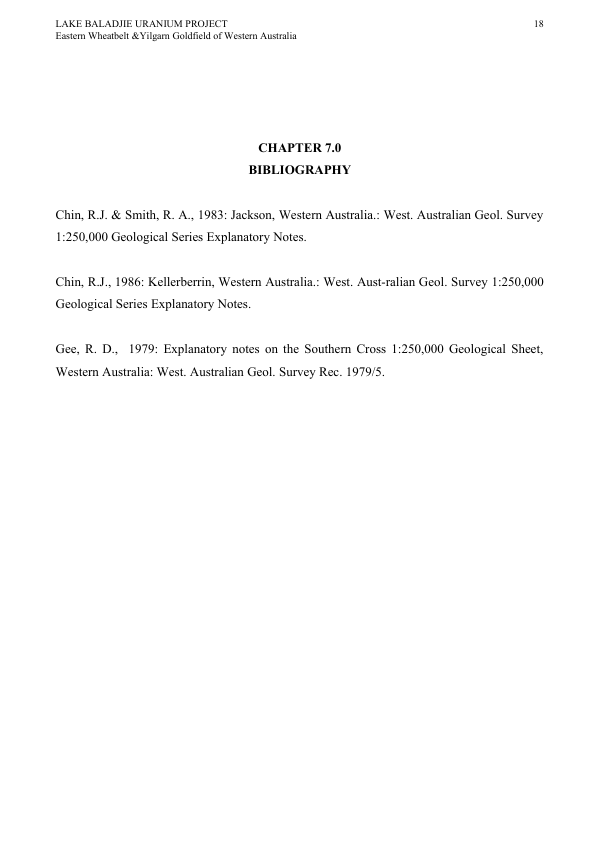 LAKE BALADJIE URANIUM PROJECT 18
Eastern Wheatbelt &Yilgarn Goldfield of Western Australia
CHAPTER 7.0
BIBLIOGRAPHY
Chin, R.J. & Smith, R. A., 1983: Jackson, Western Australia.: West. Australian Geol. Survey
1:250,000 Geological Series Explanatory Notes.
Chin, R.J., 1986: Kellerberrin, Western Australia.: West. Aust-ralian Geol. Survey 1:250,000
Geological Series Explanatory Notes.
Gee, R. D.,  1979: Explanatory notes on the Southern Cross 1:250,000 Geological Sheet,
Western Australia: West. Australian Geol. Survey Rec. 1979/5.